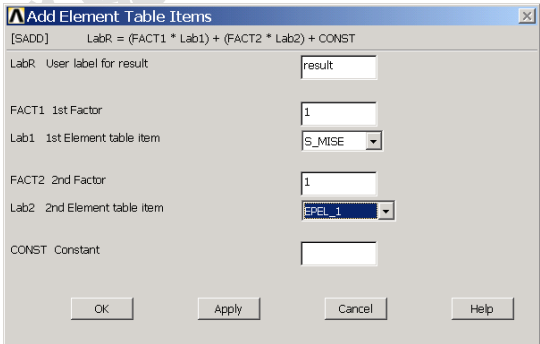 Add Element Table Items
[SADD] LabR = (FACT1 * Lab1) + (FACT2 * Lab2) + CONST
LabR User label for result result
FACT1 1st Factor 1
Lab1 1st Element table item S_MISE
FACT2 2nd Factor 1
Lab2 2nd Element table item EPEL_1
CONST Constant
OK Apply Cancel Help